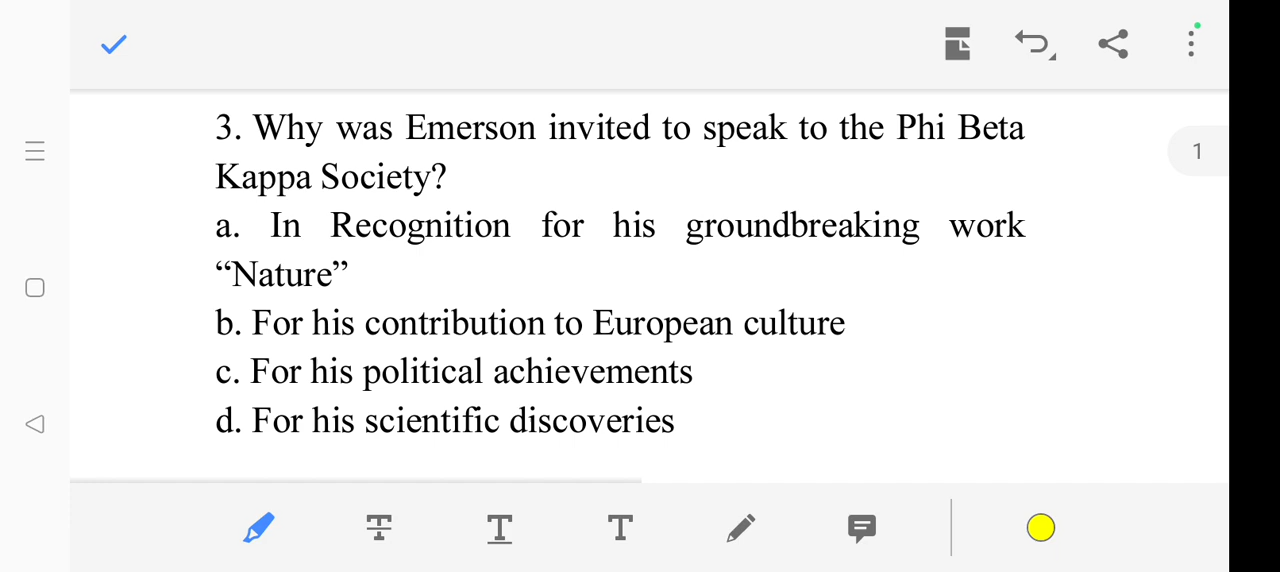 3. Why was Emerson invited to speak to the Phi Beta
Kappa Society?
a. In Recognition for his groundbreaking work
“Nature”
b. For his contribution to European culture
c. For his political achievements
d. For his scientific discoveries
1
T
T
T